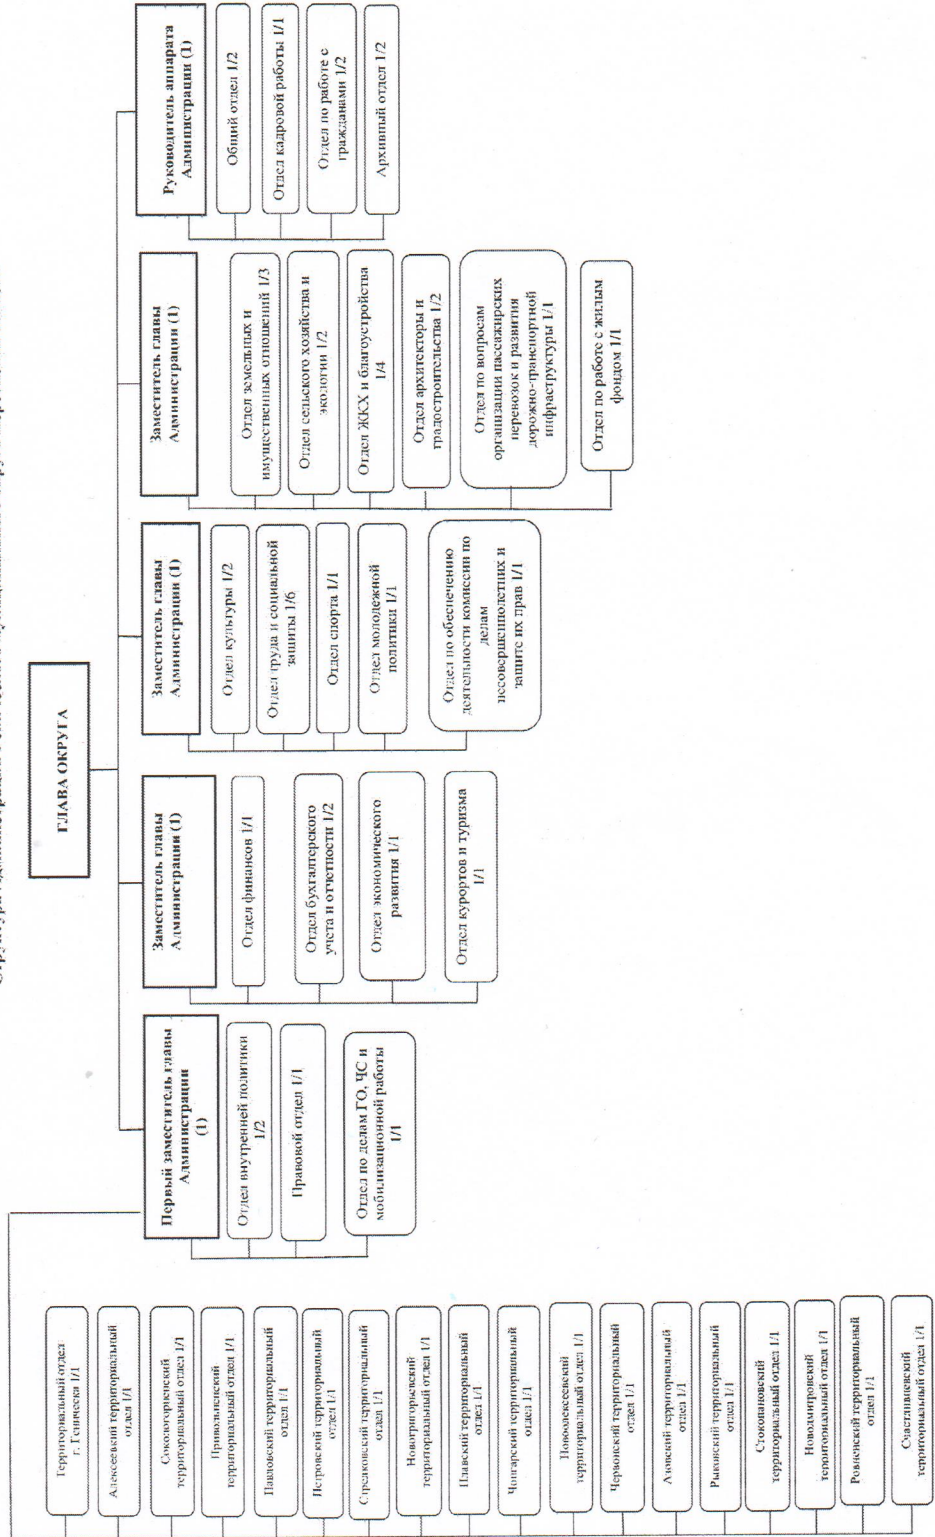 ГЛАВА ОКРУГА
Первый заместитель главы
Администрации
(1)
Отдел внутренней политики
1/2
Правовой отдел 1/1
Отдел по делам ГО, ЧС и
мобилизационной работы
1/1
Заместитель главы
Администрации (1)
Отдел финансов 1/1
Отдел бухгалтерского
учета и отчетности 1/2
Отдел экономического
развития 1/1
Отдел курортов и туризма
1/1
Заместитель главы
Администрации (1)
Отдел культуры 1/2
Отдел труда и социальной
защиты 1/6
Отдел спорта 1/1
Отдел молодежной
политики 1/1
Отдел по обеспечению
деятельности комиссии по
делам
несовершеннолетних и
защите их прав 1/1
Заместитель главы
Администрации (1)
Отдел земельных и
имущественных отношений 1/3
Отдел сельского хозяйства и
экологии 1/2
Отдел ЖКХ и благоустройства
1/4
Отдел архитекторы и
градостроительства 1/2
Отдел по вопросам
организации пассажирских
перевозок и развития
дорожно-транспортной
инфраструктуры 1/1
Отдел по работе с жилым
фондом 1/1
Руководитель аппарата
Администрации (1)
Общий отдел 1/2
Отдел кадровой работы 1/1
Отдел по работе с
гражданами 1/2
Архивный отдел 1/2
Территориальный отдел
г. Геническа 1/1
Алексеевский территориальный
отдел 1/1
Сокологорненский
территориальный отдел 1/1
Привольненский
территориальный отдел 1/1
Павловский территориальный
отдел 1/1
Петровский территориальный
отдел 1/1
Стрелковский территориальный
отдел 1/1
Новогригорьевский
территориальный отдел 1/1
Плавский территориальный
отдел 1/1
Чонгарский территориальный
отдел 1/1
Новоалексеевский
территориальный отдел 1/1
Червонский территориальный
отдел 1/1
Азовский территориальный
отдел 1/1
Рыковский территориальный
отдел 1/1
Стокопановский
территориальный отдел 1/1
Новодмитровский
территориальный отдел 1/1
Ровненский территориальный
отдел 1/1
Счастливцевский
территориальный отдел 1/1